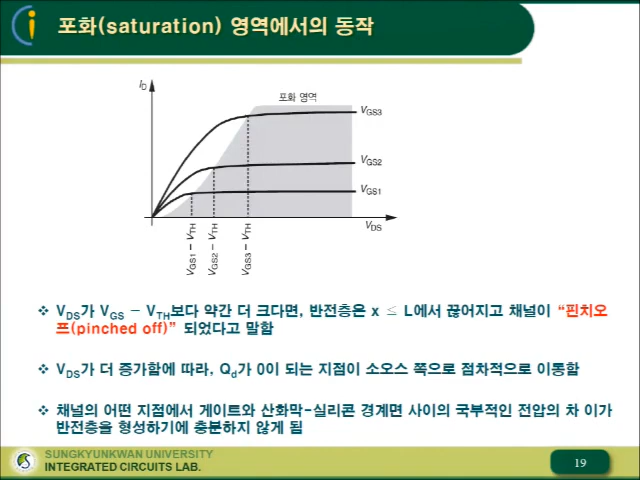 포화(saturation) 영역에서의 동작
I_D
포화 영역
V_GS3
V_GS2
V_GS1
V_DS
V_GS1 − V_TH
V_GS2 − V_TH
V_GS3 − V_TH
❖ V_DS가 V_GS − V_TH보다 약간 더 크다면, 반전층은 x ≤ L에서 끊어지고 채널이 “핀치오
프(pinched off)” 되었다고 말함
❖ V_DS가 더 증가함에 따라, Q_d가 0이 되는 지점이 소오스 쪽으로 점차적으로 이동함
❖ 채널의 어떤 지점에서 게이트와 산화막-실리콘 경계면 사이의 국부적인 전압의 차 이가
반전층을 형성하기에 충분하지 않게 됨
SUNGKYUNKWAN UNIVERSITY
INTEGRATED CIRCUITS LAB.
19